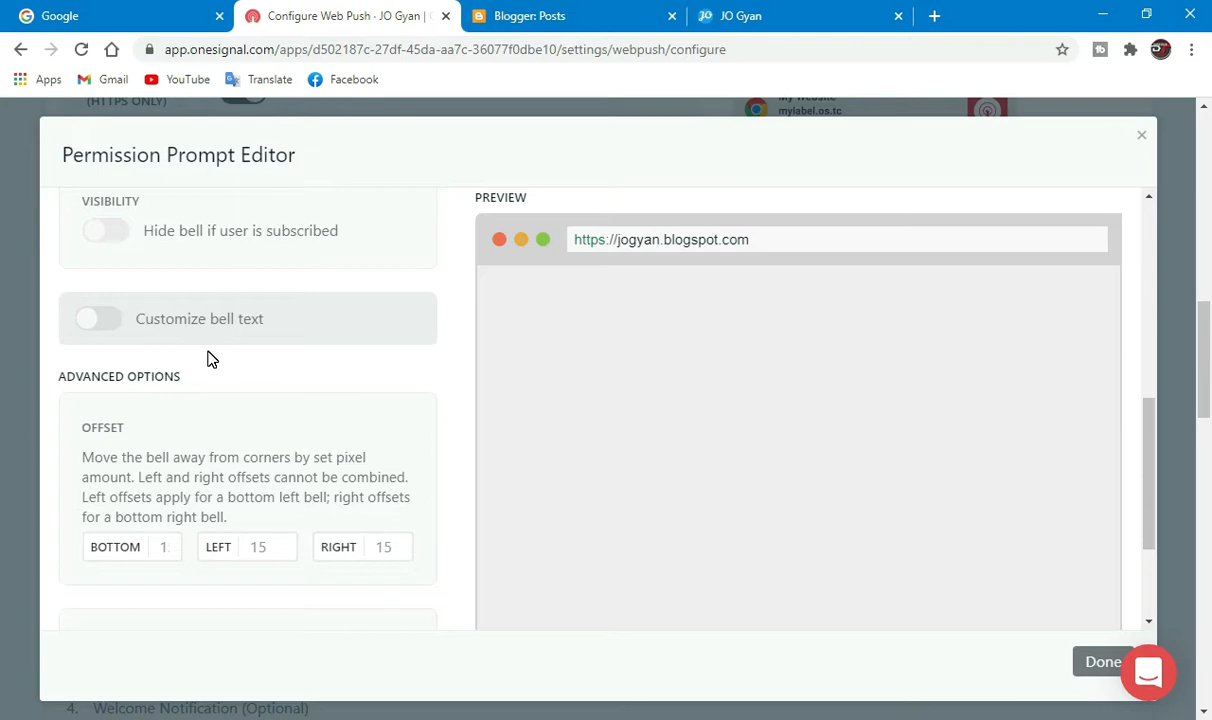 Google
Configure Web Push · JO Gyan | 
Blogger: Posts
JO Gyan
app.onesignal.com/apps/d502187c-27df-45da-aa7c-36077f0dbe10/settings/webpush/configure
Apps
Gmail
YouTube
Translate
Facebook
(HTTPS ONLY)
My Website
mylabel.os.tc
Permission Prompt Editor
VISIBILITY
Hide bell if user is subscribed
Customize bell text
ADVANCED OPTIONS
OFFSET
Move the bell away from corners by set pixel
amount. Left and right offsets cannot be combined.
Left offsets apply for a bottom left bell; right offsets
for a bottom right bell.
BOTTOM
LEFT 15
RIGHT 15
PREVIEW
https://jogyan.blogspot.com
Done
4. Welcome Notification (Optional)